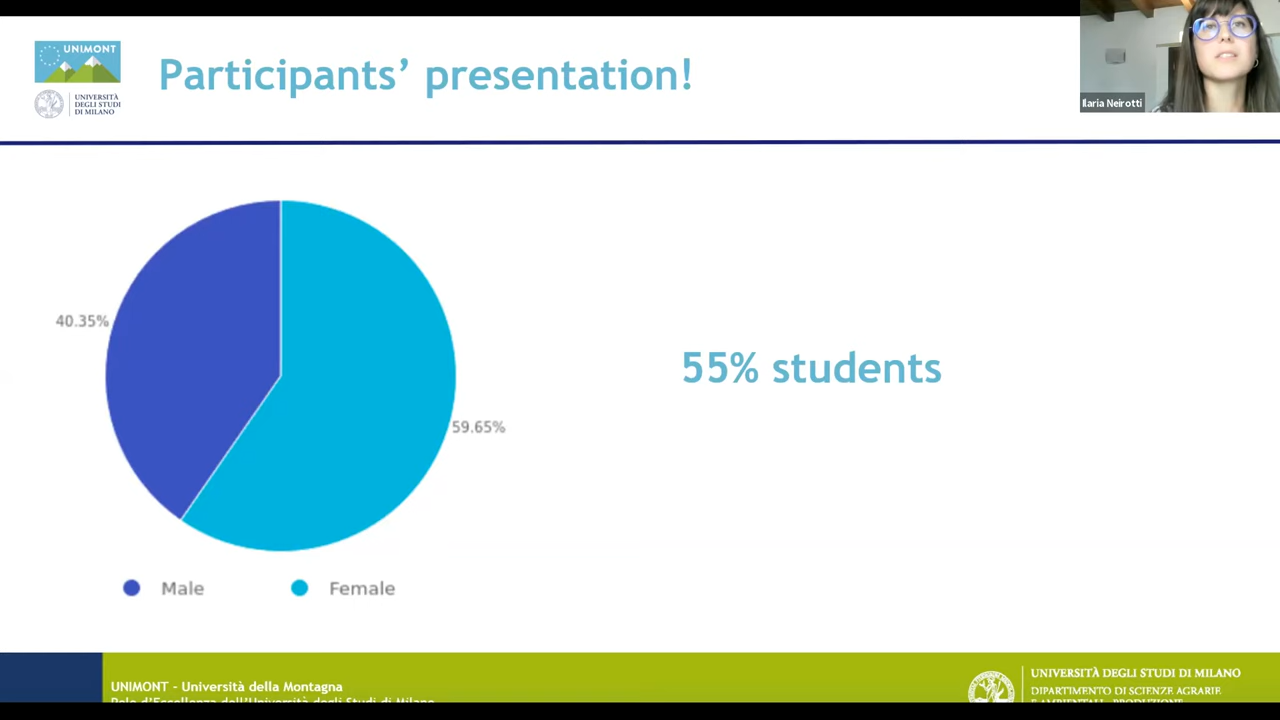 UNIMONT
UNIVERSITÀ
DEGLI STUDI
DI MILANO
Participants’ presentation!
Ilaria Neirotti
40.35%
59.65%
55% students
Male
Female
UNIMONT - Università della Montagna
Polo d’Eccellenza dell’Università degli Studi di Milano
UNIVERSITÀ DEGLI STUDI DI MILANO
DIPARTIMENTO DI SCIENZE AGRARIE
E AMBIENTALI - PRODUZIONE